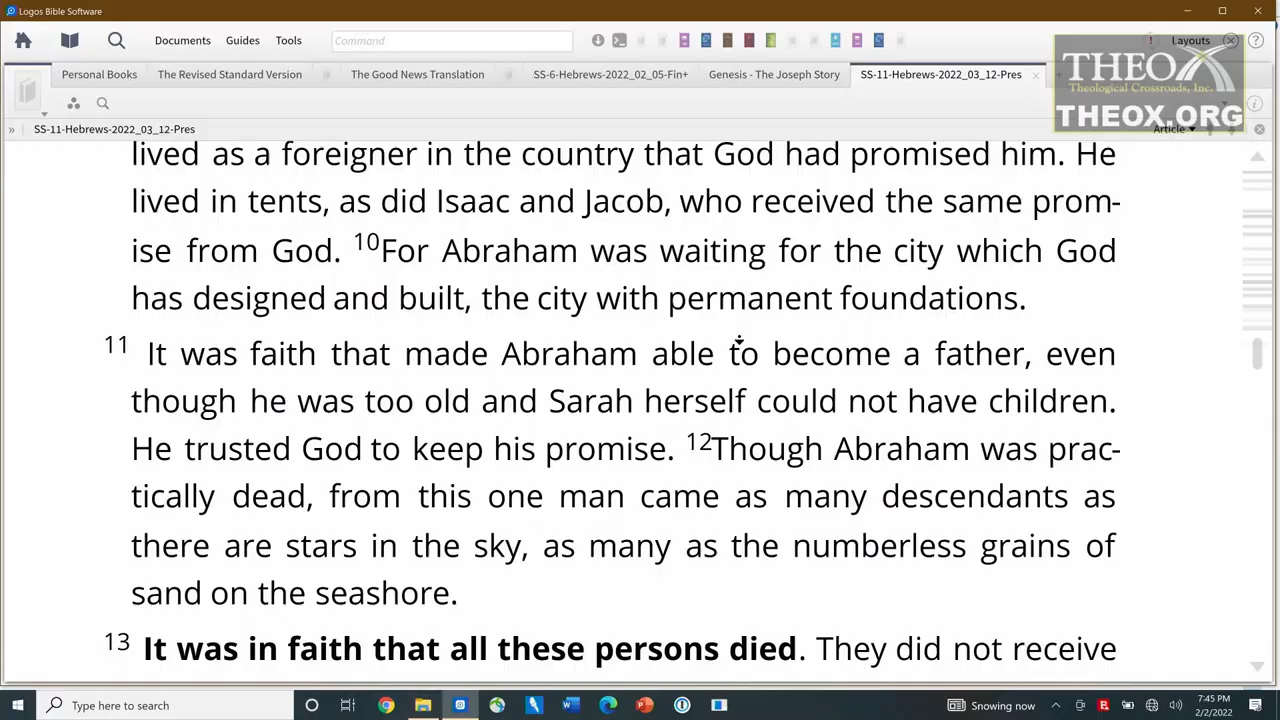 Logos Bible Software
Documents Guides Tools Command Layouts
Personal Books The Revised Standard Version The Good News Translation SS-6-Hebrews-2022_02_05-Fin+ Genesis - The Joseph Story SS-11-Hebrews-2022_03_12-Pres
THEOX
Theological Crossroads, Inc.
THEOX.ORG
SS-11-Hebrews-2022_03_12-Pres Article
lived as a foreigner in the country that God had promised him. He
lived in tents, as did Isaac and Jacob, who received the same prom-
ise from God. 10For Abraham was waiting for the city which God
has designed and built, the city with permanent foundations.
11 It was faith that made Abraham able to become a father, even
though he was too old and Sarah herself could not have children.
He trusted God to keep his promise. 12Though Abraham was prac-
tically dead, from this one man came as many descendants as
there are stars in the sky, as many as the numberless grains of
sand on the seashore.
13 It was in faith that all these persons died. They did not receive
Type here to search
Snowing now
7:45 PM
2/2/2022